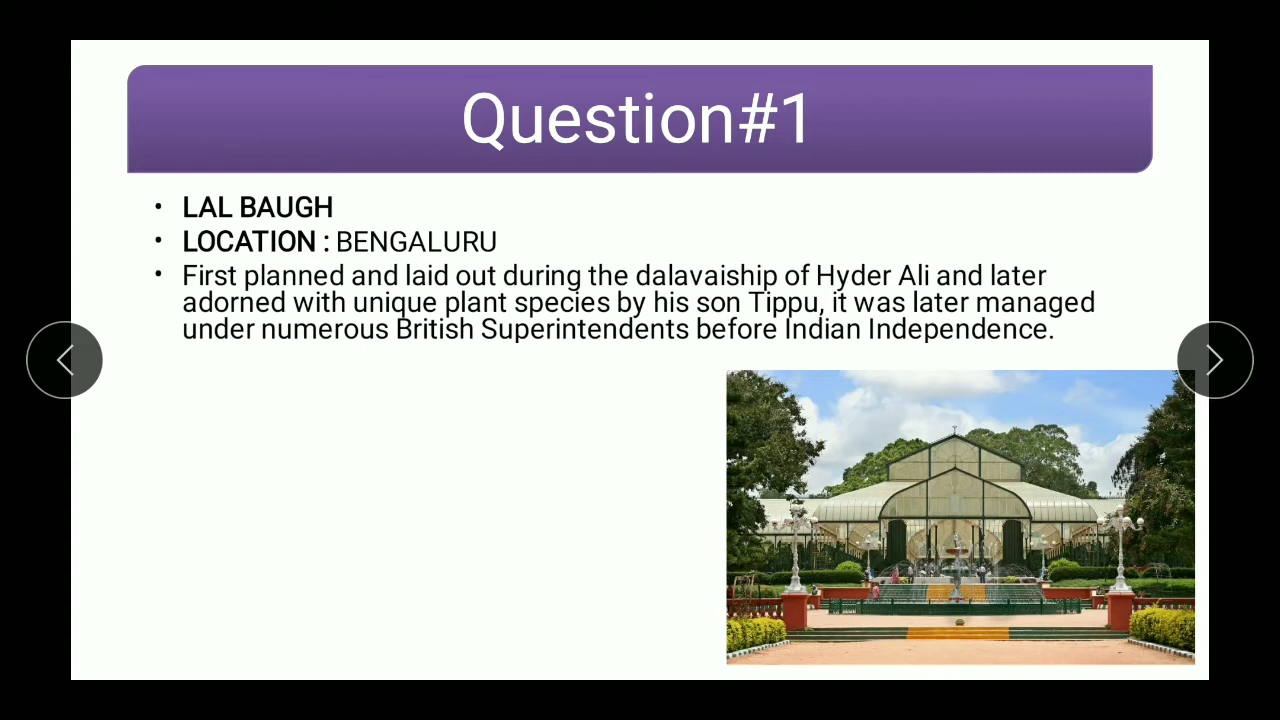 Question#1
• LAL BAUGH
• LOCATION : BENGALURU
• First planned and laid out during the dalavaiship of Hyder Ali and later
adorned with unique plant species by his son Tippu, it was later managed
under numerous British Superintendents before Indian Independence.